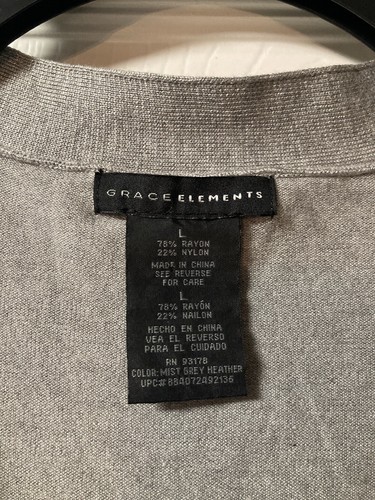 GRACE ELEMENTS
L
78% RAYON
22% NYLON
MADE IN CHINA
SEE REVERSE
FOR CARE
L
78% RAYÓN
22% NAILON
HECHO EN CHINA
VEA EL REVERSO
PARA EL CUIDADO
RN 93178
COLOR: MIST GREY HEATHER
UPC# 884072492136